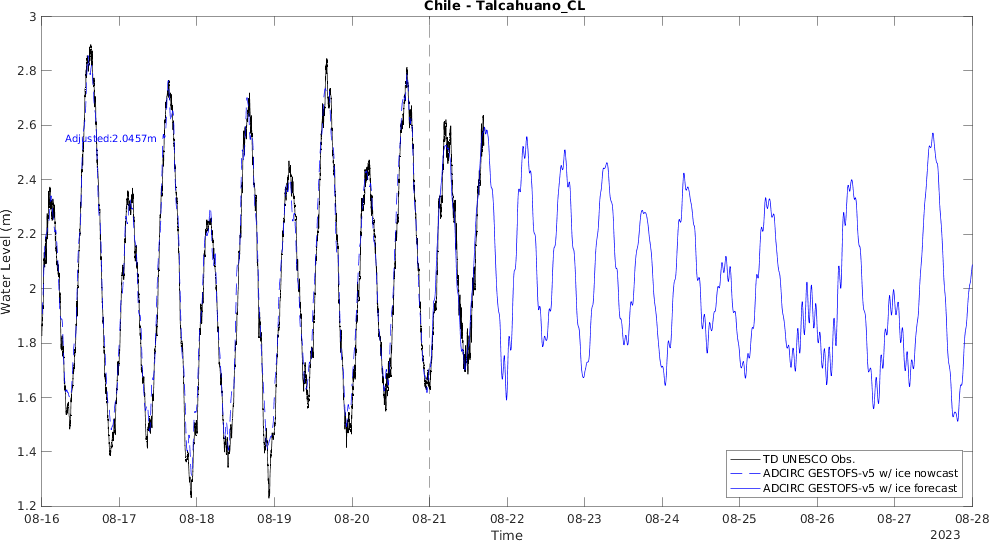 Chile - Talcahuano_CL
3
2.8
2.6
2.4
2.2
2
1.8
1.6
1.4
1.2
Water Level (m)
Adjusted:2.0457m
TD UNESCO Obs.
ADCIRC GESTOFS-v5 w/ ice nowcast
ADCIRC GESTOFS-v5 w/ ice forecast
08-16 08-17 08-18 08-19 08-20 08-21 08-22 08-23 08-24 08-25 08-26 08-27 08-28
Time
2023